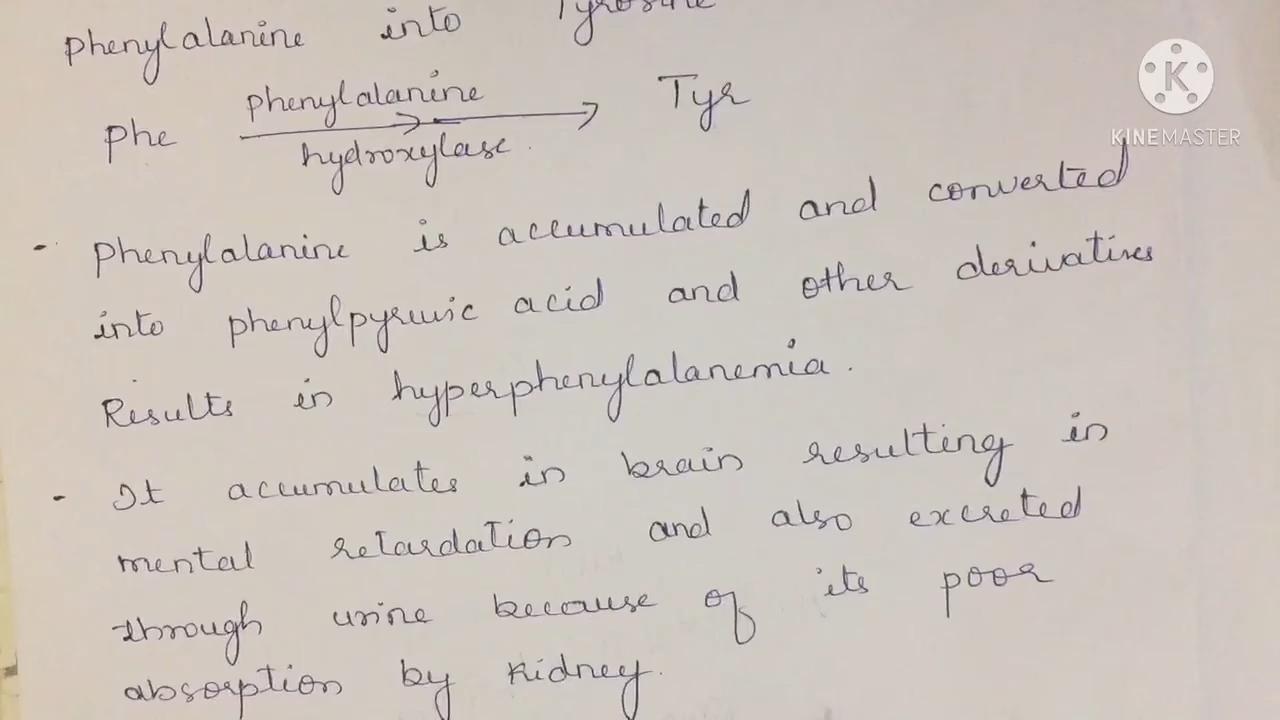 phenylalanine into Tyrosine
phenylalanine
Phe → Tyr
hydroxylase
K
KINEMASTER
- Phenylalanine is accumulated and converted
into phenylpyruvic acid and other derivatives
Results in hyperphenylalanemia.
- It accumulates in brain resulting in
mental retardation and also excreted
through urine because of its poor
absorption by kidney.